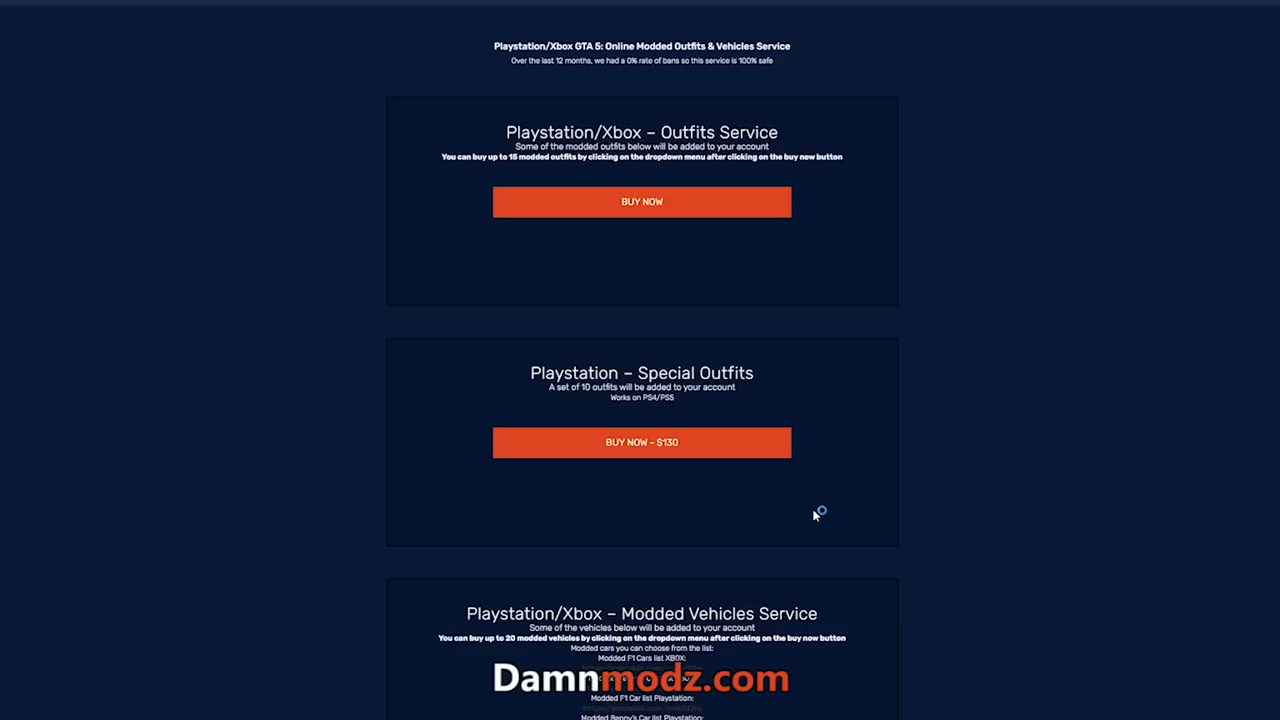 Playstation/Xbox GTA 5: Online Modded Outfits & Vehicles Service
Over the last 12 months, we had a 0% rate of bans so this service is 100% safe
Playstation/Xbox – Outfits Service
Some of the modded outfits below will be added to your account
You can buy up to 15 modded outfits by clicking on the dropdown menu after clicking on the buy now button
BUY NOW
Playstation – Special Outfits
A set of 10 outfits will be added to your account
Works on PS4/PS5
BUY NOW - $130
Playstation/Xbox – Modded Vehicles Service
Some of the vehicles below will be added to your account
You can buy up to 20 modded vehicles by clicking on the dropdown menu after clicking on the buy now button
Modded cars you can choose from the list:
Modded F1 Cars list XBOX:
Damnmodz.com
Modded F1 Car list Playstation:
Modded Benny's Car list Playstation: